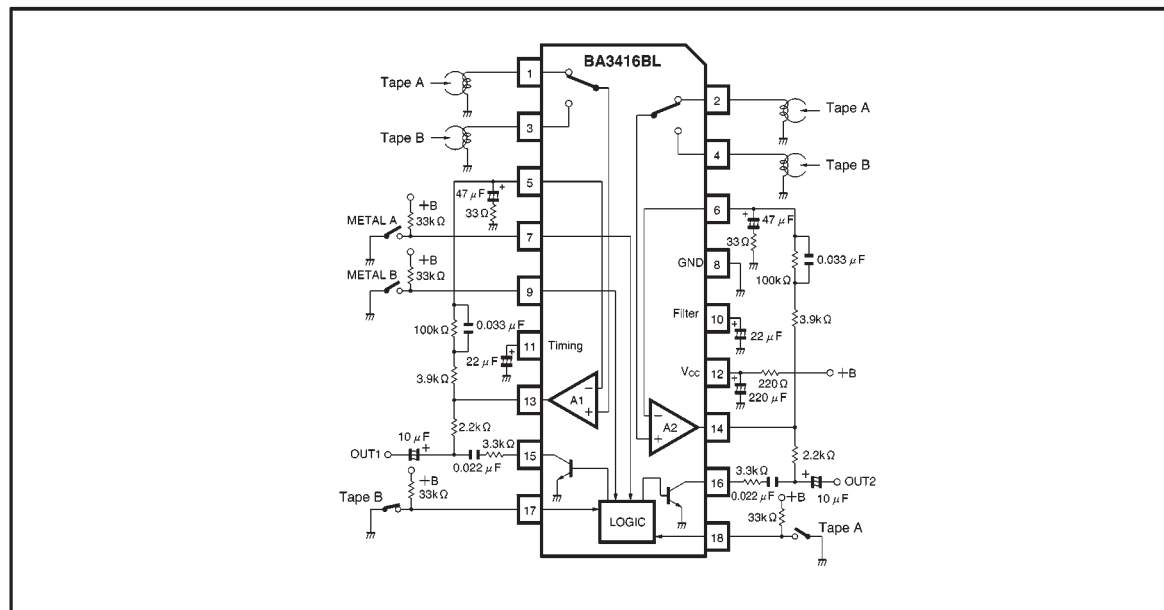 BA3416BL
Tape A
1
2
Tape A
Tape B
3
4
Tape B
5
47 μF
+
33Ω
6
+
47 μF
33Ω
+B
33kΩ
METAL A
7
GND
8
0.033 μF
100kΩ
+B
33kΩ
METAL B
9
Filter
10
+
22 μF
3.9kΩ
100kΩ
0.033 μF
11
Timing
22 μF
+
VCC
12
220Ω
+B
+
220 μF
3.9kΩ
13
A1
−
+
A2
−
+
14
2.2kΩ
2.2kΩ
OUT1
10 μF
+
0.022 μF
3.3kΩ
15
16
3.3kΩ
0.022 μF
+
10 μF
OUT2
+B
33kΩ
Tape B
17
LOGIC
18
+B
33kΩ
Tape A